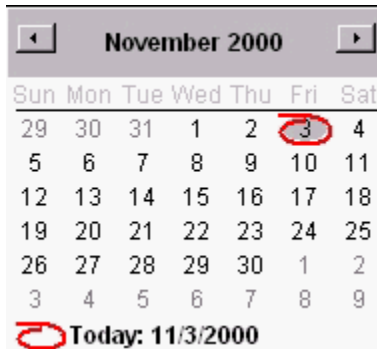 November 2000
Sun Mon Tue Wed Thu Fri Sat
29 30 31 1 2 3 4
5 6 7 8 9 10 11
12 13 14 15 16 17 18
19 20 21 22 23 24 25
26 27 28 29 30 1 2
3 4 5 6 7 8 9
Today: 11/3/2000